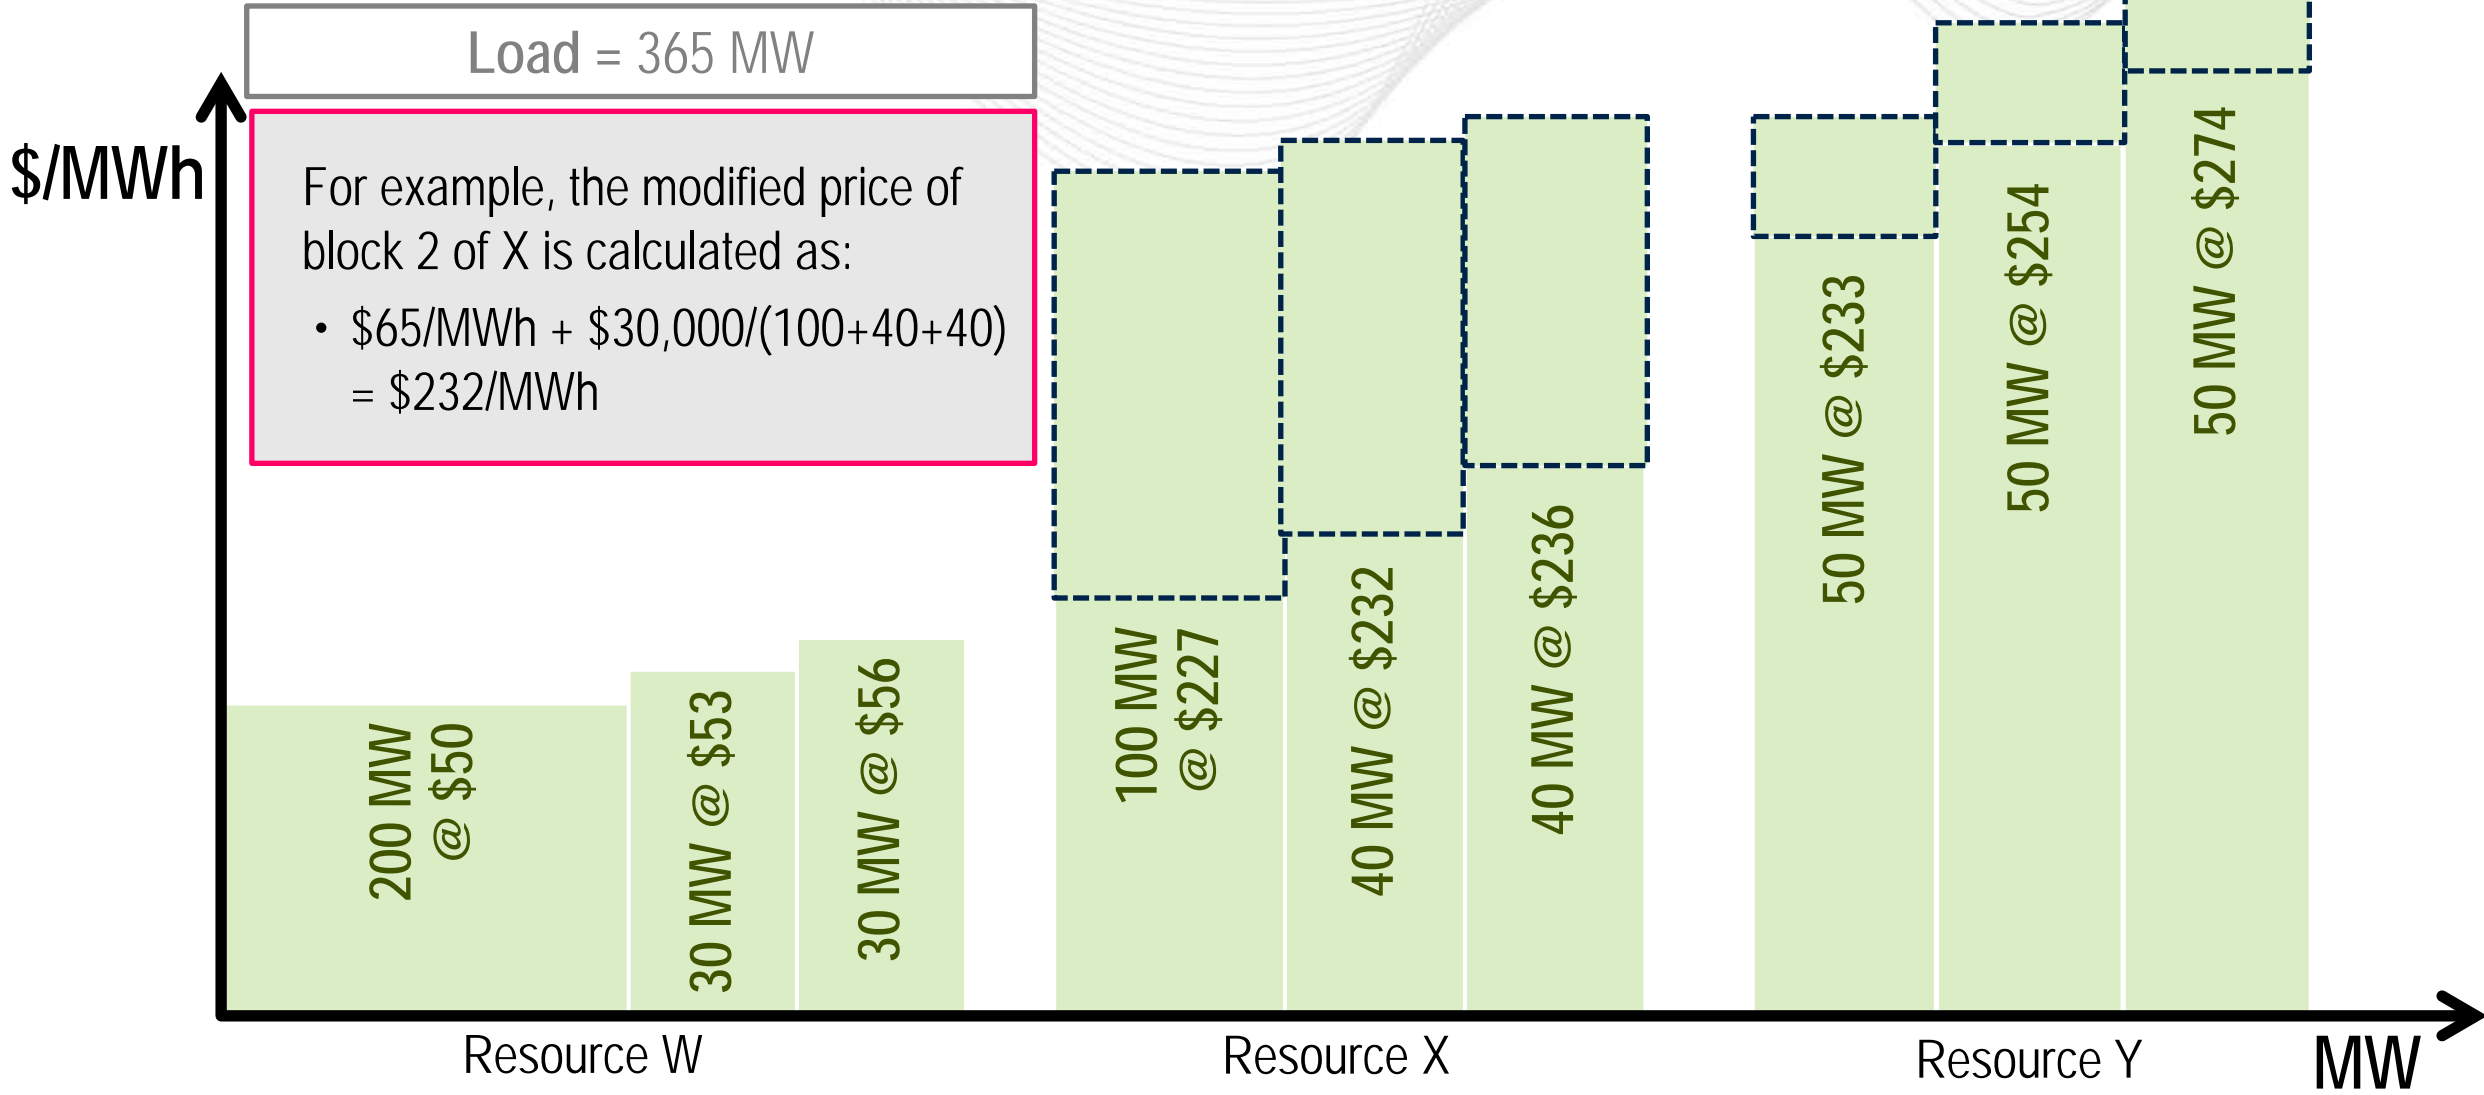 Load = 365 MW
$/MWh
For example, the modified price of
block 2 of X is calculated as:
• $65/MWh + $30,000/(100+40+40)
= $232/MWh
200 MW
@ $50
30 MW @ $53
30 MW @ $56
100 MW
@ $227
40 MW @ $232
40 MW @ $236
50 MW @ $233
50 MW @ $254
50 MW @ $274
Resource W
Resource X
Resource Y
MW